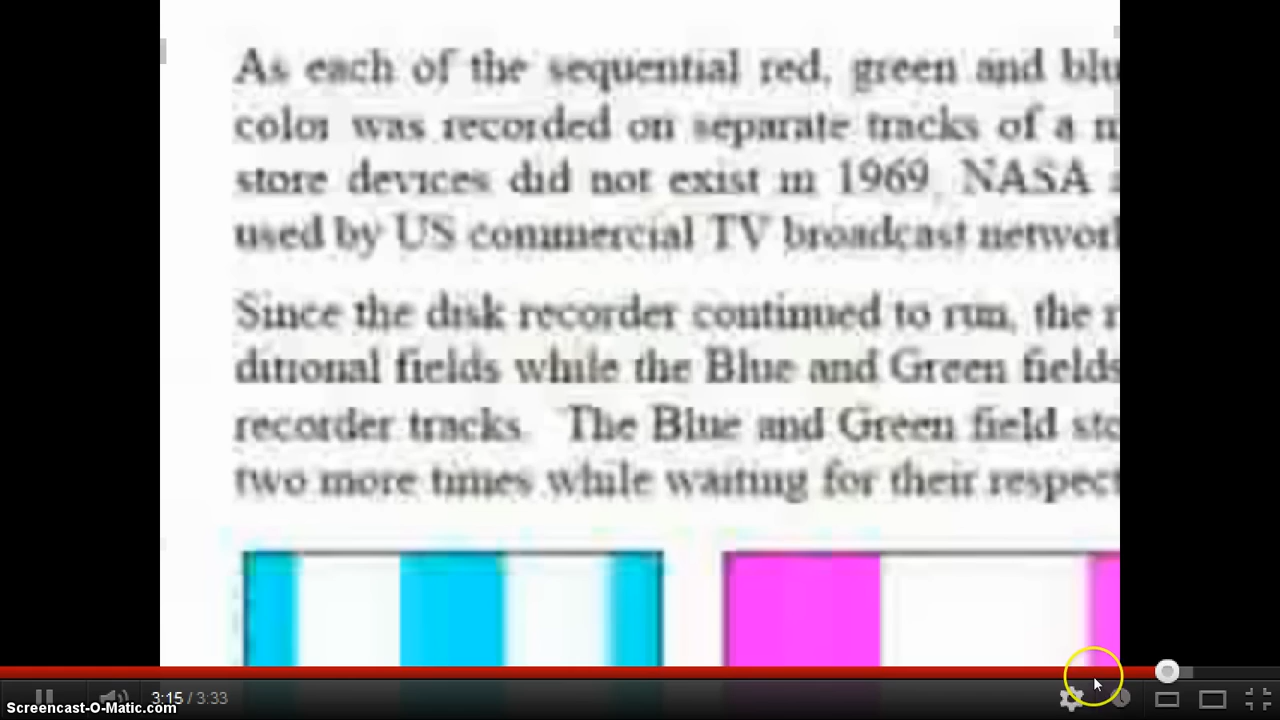 As each of the sequential red, green and blu
color was recorded on separate tracks of a m
store devices did not exist in 1969, NASA
used by US commercial TV broadcast networ
Since the disk recorder continued to run, the r
ditional fields while the Blue and Green fields
recorder tracks. The Blue and Green field sto
two more times while waiting for their respect
3:15 / 3:33
Screencast-O-Matic.com